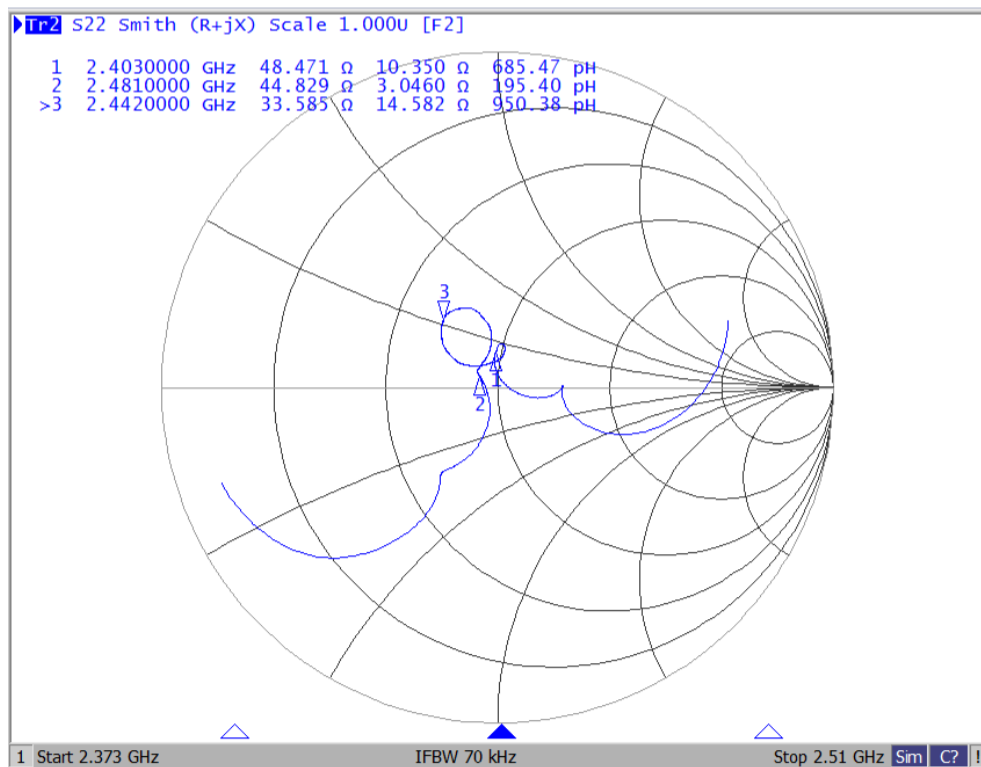 Tr2 S22 Smith (R+jX) Scale 1.000U [F2]
1 2.4030000 GHz 48.471 Ω 10.350 Ω 685.47 pH
2 2.4810000 GHz 44.829 Ω 3.0460 Ω 195.40 pH
>3 2.4420000 GHz 33.585 Ω 14.582 Ω 950.38 pH
3
1
2
1 Start 2.373 GHz IFBW 70 kHz Stop 2.51 GHz Sim C? !